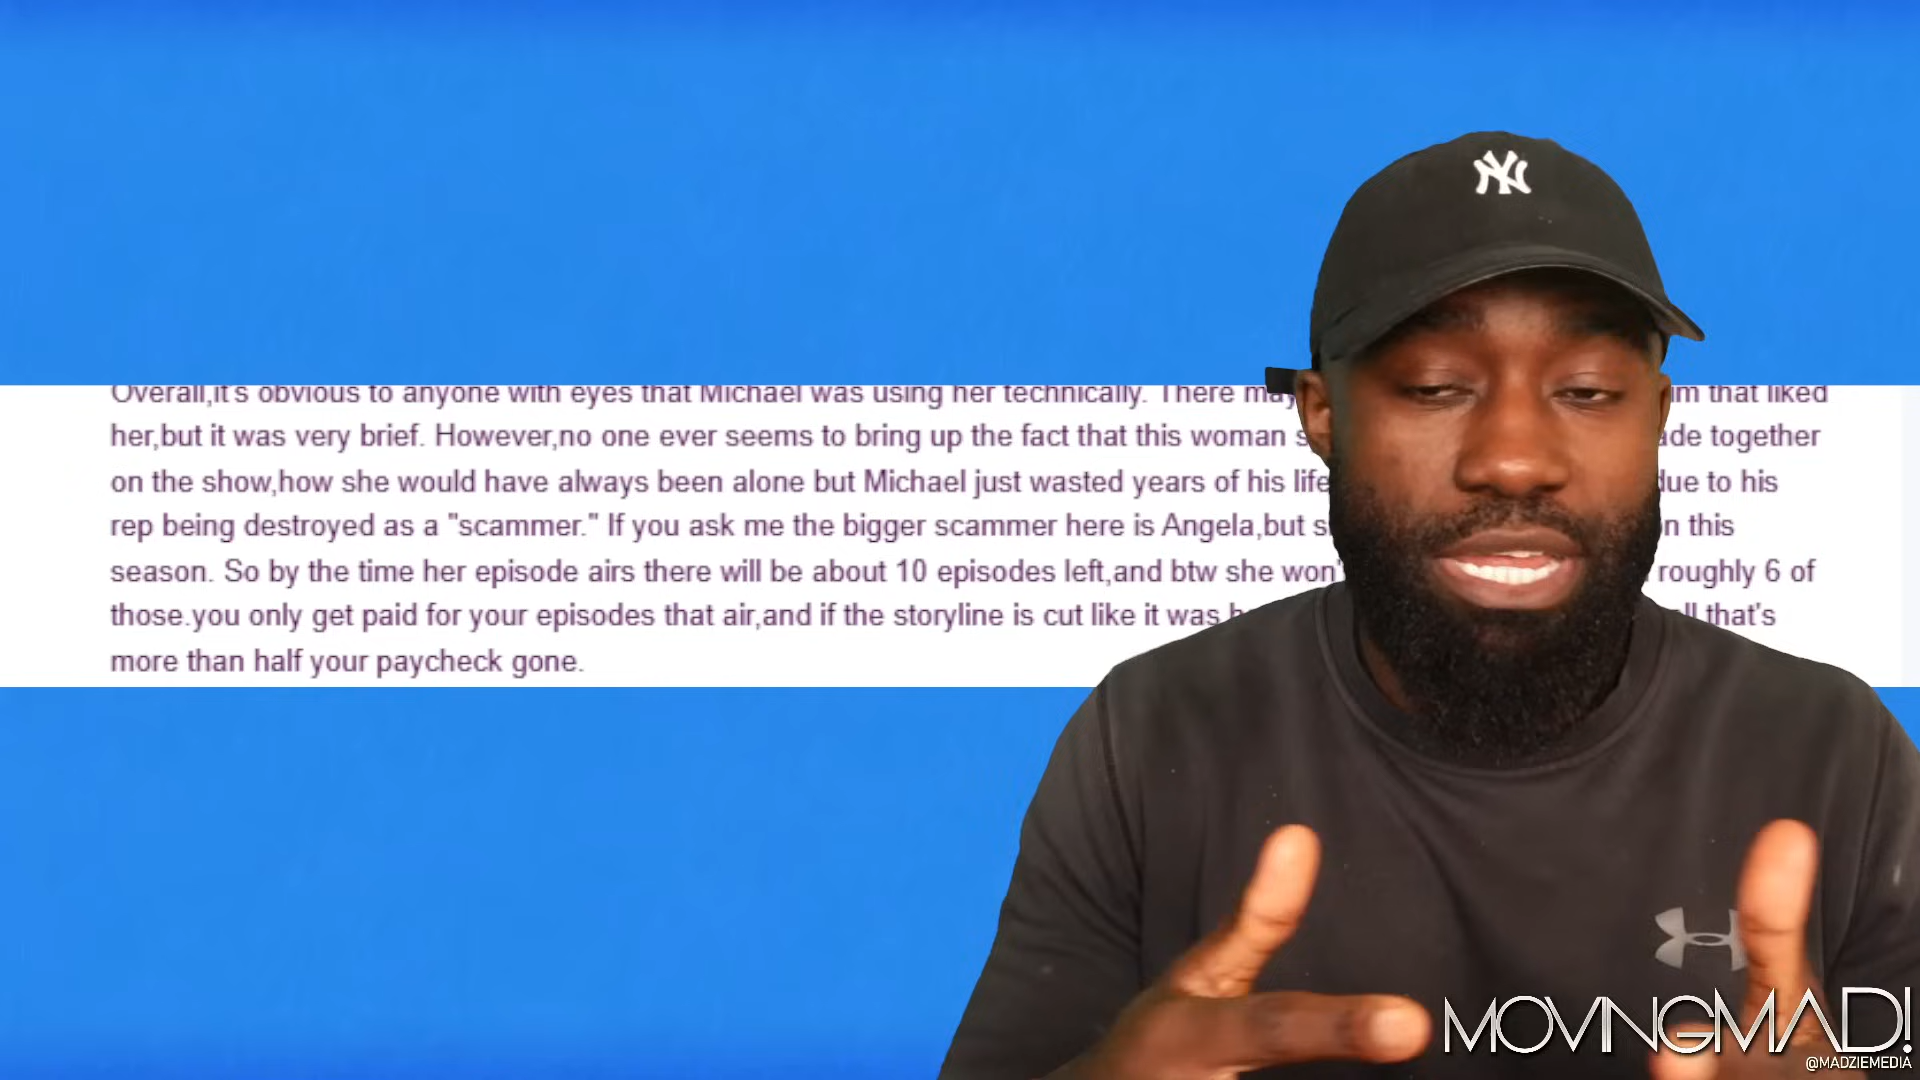 NY
Overall,it's obvious to anyone with eyes that Michael was using her technically. There that liked
her,but it was very brief. However,no one ever seems to bring up the fact that this woman together
on the show,how she would have always been alone but Michael just wasted years of his life due to his
rep being destroyed as a "scammer." If you ask me the bigger scammer here is Angela,but this
season. So by the time her episode airs there will be about 10 episodes left,and btw she roughly 6 of
those.you only get paid for your episodes that air,and if the storyline is cut like it was that's
more than half your paycheck gone.
MOVINGMAD!
@MADZIEMEDIA